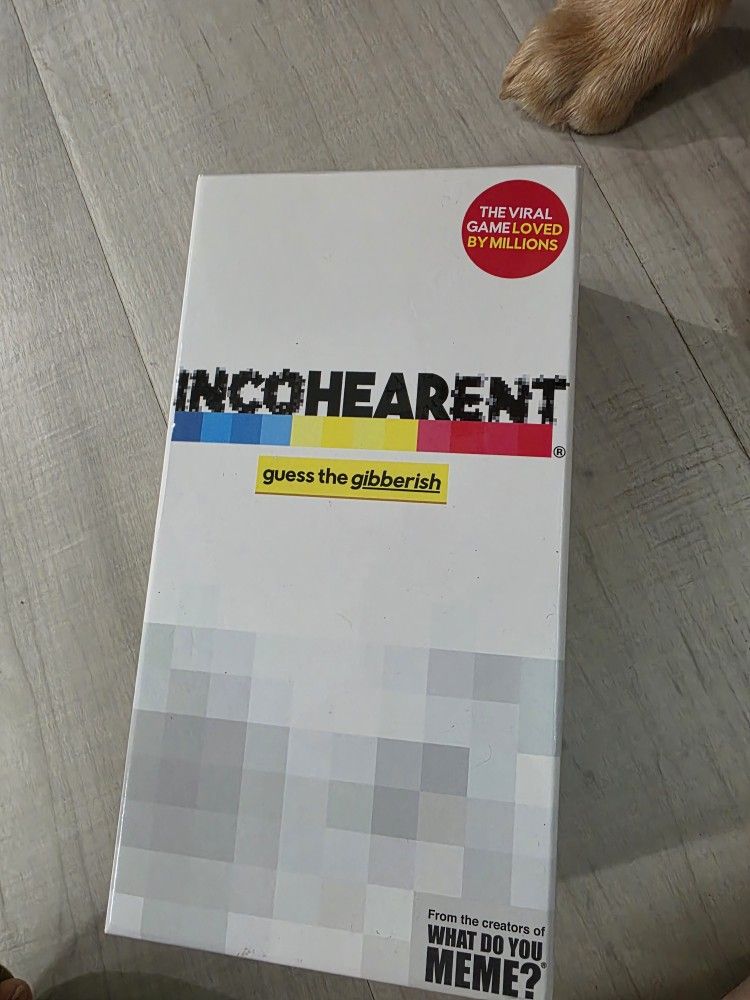 THE VIRAL
GAME LOVED
BY MILLIONS
INCOHEARENT®
guess the gibberish
From the creators of
WHAT DO YOU
MEME?®